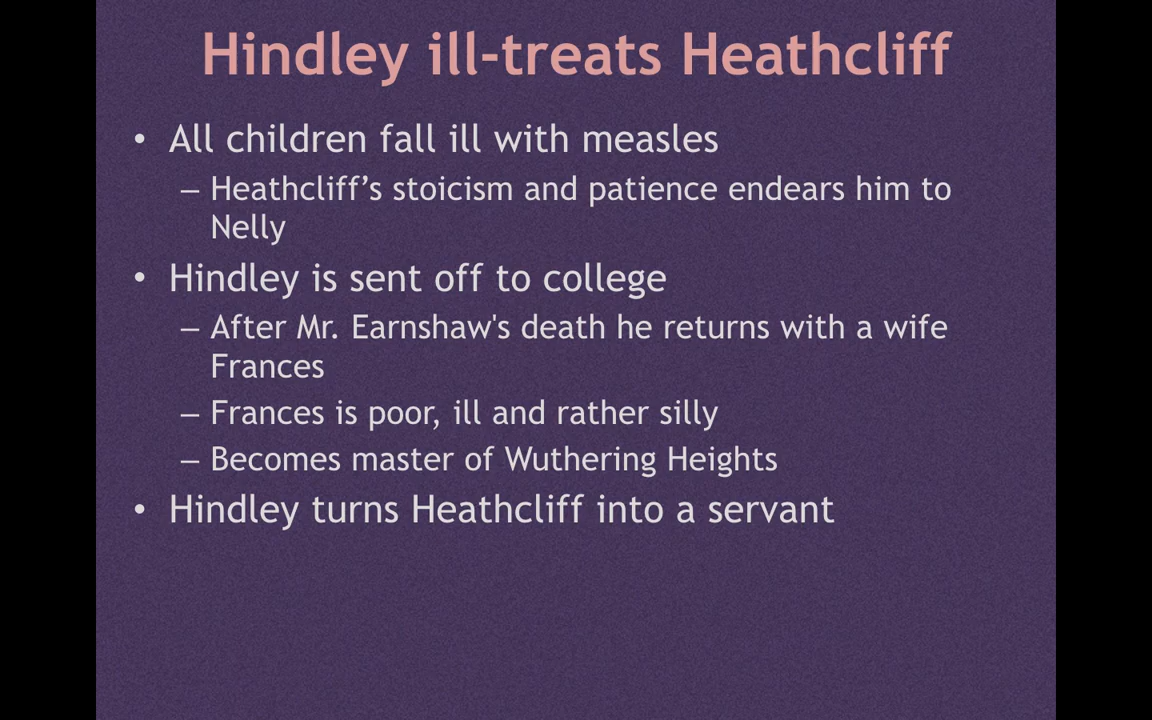 Hindley ill-treats Heathcliff
• All children fall ill with measles
– Heathcliff’s stoicism and patience endears him to
Nelly
• Hindley is sent off to college
– After Mr. Earnshaw's death he returns with a wife
Frances
– Frances is poor, ill and rather silly
– Becomes master of Wuthering Heights
• Hindley turns Heathcliff into a servant